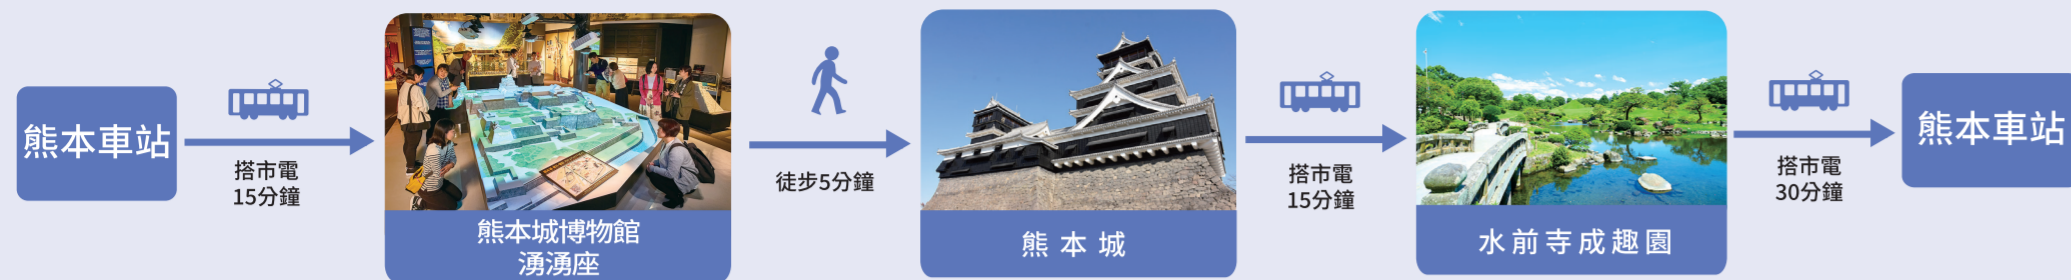 熊本車站
搭市電
15分鐘
熊本城博物館
湧湧座
徒步5分鐘
熊本城
搭市電
15分鐘
水前寺成趣園
搭市電
30分鐘
熊本車站